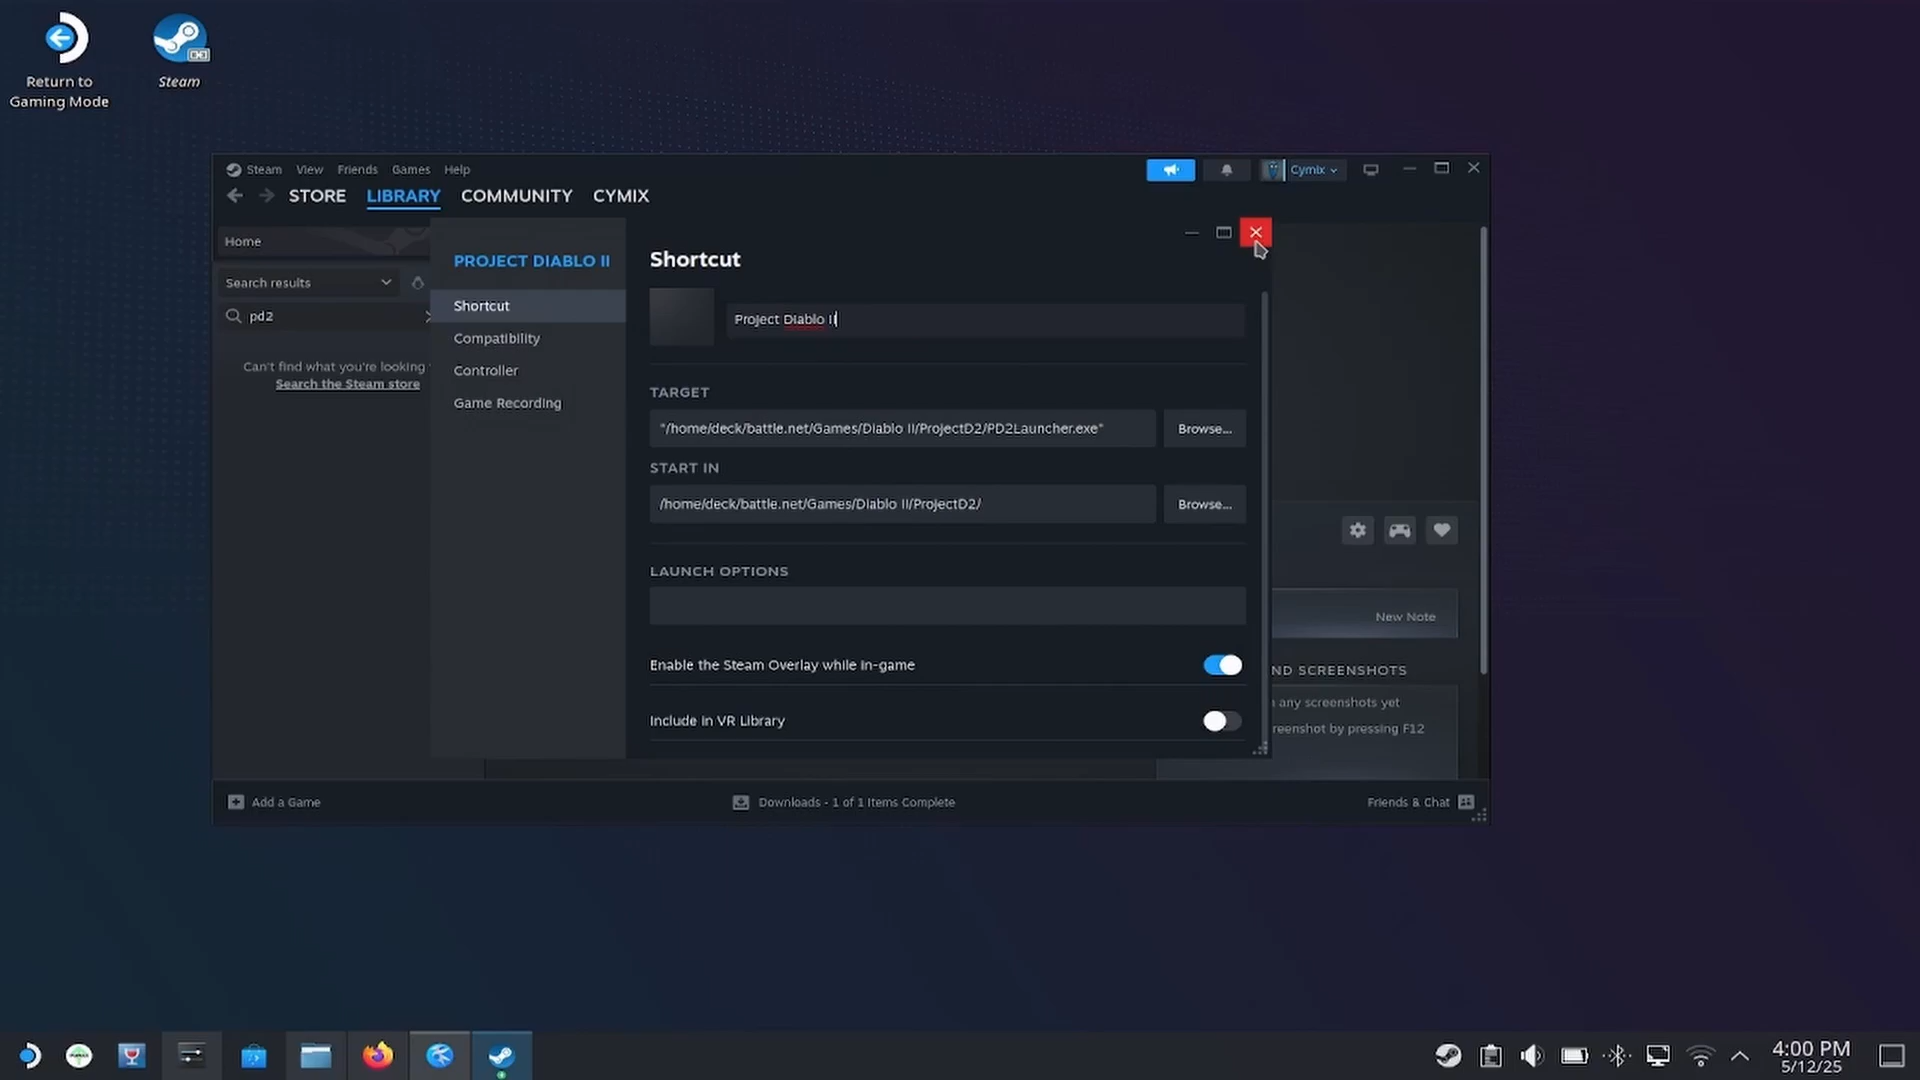 Return to
Gaming Mode
Steam
Steam View Friends Games Help
Cymix
STORE LIBRARY COMMUNITY CYMIX
Home
Search results
pd2
Can't find what you're looking
Search the Steam store
PROJECT DIABLO II
Shortcut
Compatibility
Controller
Game Recording
Shortcut
Project Diablo II
TARGET
"/home/deck/battle.net/Games/Diablo II/ProjectD2/PD2Launcher.exe"
Browse...
START IN
/home/deck/battle.net/Games/Diablo II/ProjectD2/
Browse...
LAUNCH OPTIONS
Enable the Steam Overlay while in-game
Include in VR Library
New Note
ND SCREENSHOTS
any screenshots yet
reenshot by pressing F12
Add a Game
Downloads - 1 of 1 Items Complete
Friends & Chat
4:00 PM
5/12/25